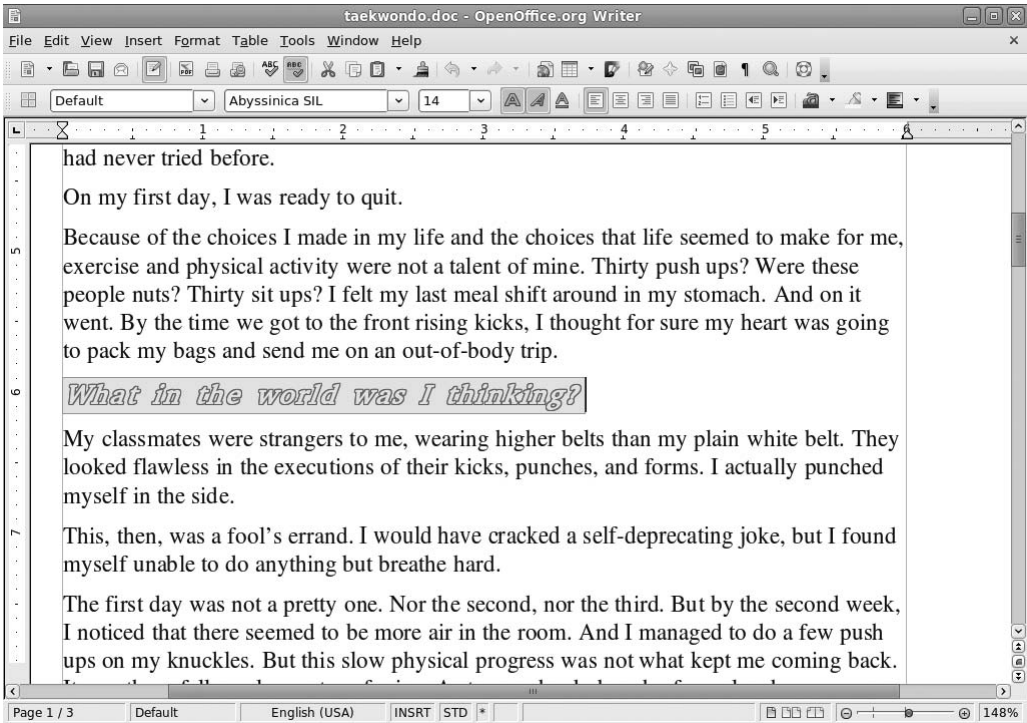 taekwondo.doc - OpenOffice.org Writer
File Edit View Insert Format Table Tools Window Help
Default Abyssinica SIL 14
1 2 3 4 5 6
had never tried before.
On my first day, I was ready to quit.
Because of the choices I made in my life and the choices that life seemed to make for me,
exercise and physical activity were not a talent of mine. Thirty push ups? Were these
people nuts? Thirty sit ups? I felt my last meal shift around in my stomach. And on it
went. By the time we got to the front rising kicks, I thought for sure my heart was going
to pack my bags and send me on an out-of-body trip.
What in the world was I thinking?
My classmates were strangers to me, wearing higher belts than my plain white belt. They
looked flawless in the executions of their kicks, punches, and forms. I actually punched
myself in the side.
This, then, was a fool’s errand. I would have cracked a self-deprecating joke, but I found
myself unable to do anything but breathe hard.
The first day was not a pretty one. Nor the second, nor the third. But by the second week,
I noticed that there seemed to be more air in the room. And I managed to do a few push
ups on my knuckles. But this slow physical progress was not what kept me coming back.
Page 1 / 3 Default English (USA) INSRT STD * 148%